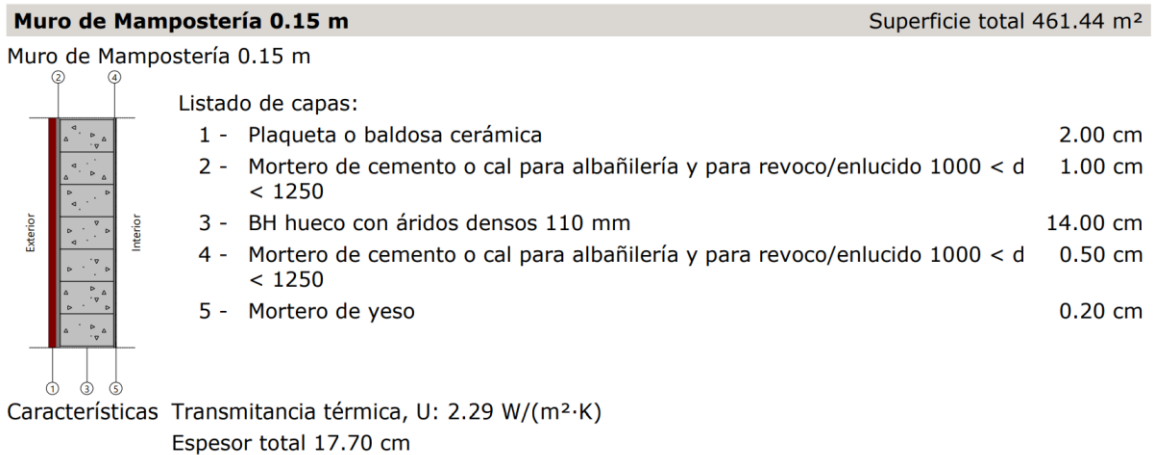 Muro de Mampostería 0.15 m Superficie total 461.44 m²
Muro de Mampostería 0.15 m
2 4
Listado de capas:
1 - Plaqueta o baldosa cerámica 2.00 cm
2 - Mortero de cemento o cal para albañilería y para revoco/enlucido 1000 < d 1.00 cm
< 1250
3 - BH hueco con áridos densos 110 mm 14.00 cm
4 - Mortero de cemento o cal para albañilería y para revoco/enlucido 1000 < d 0.50 cm
< 1250
5 - Mortero de yeso 0.20 cm
Exterior
Interior
1 3 5
Características Transmitancia térmica, U: 2.29 W/(m²·K)
Espesor total 17.70 cm